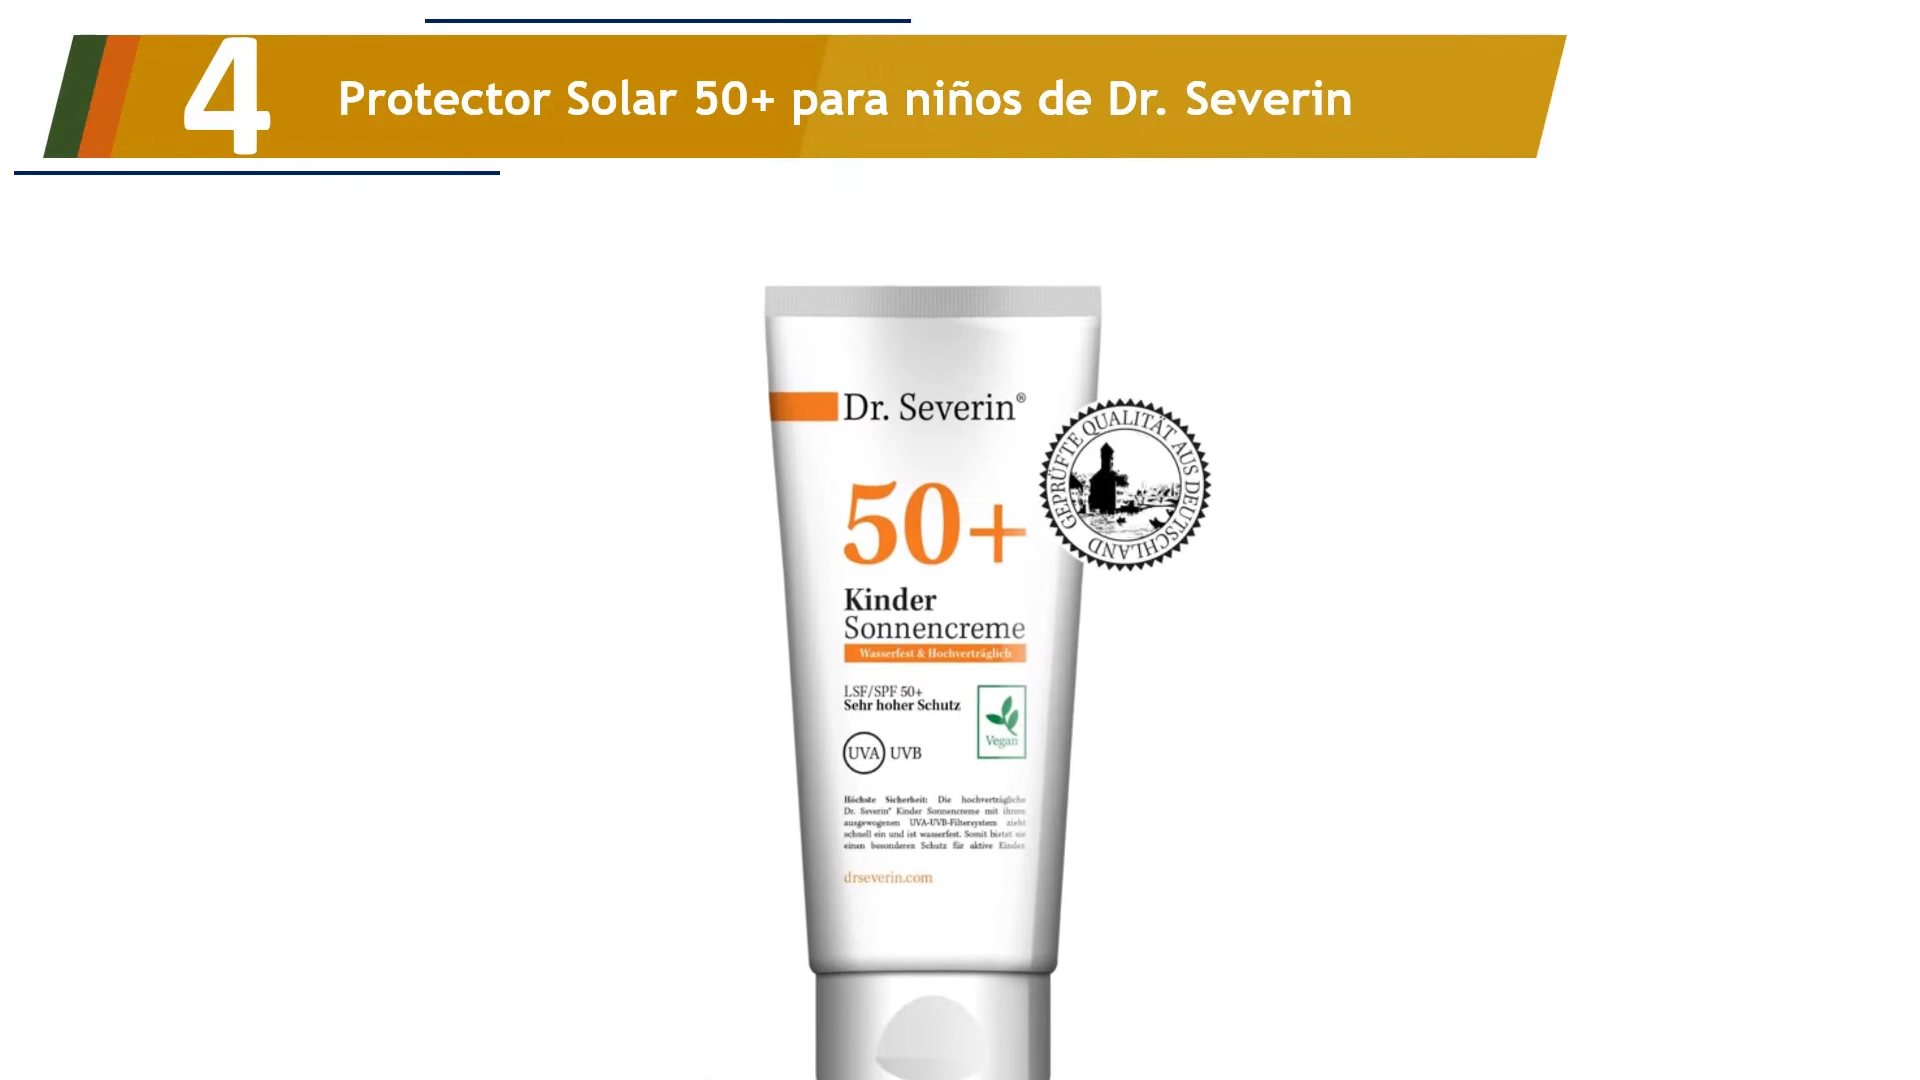 4
Protector Solar 50+ para niños de Dr. Severin
Dr. Severin®
GEPRÜFTE QUALITÄT AUS DEUTSCHLAND
50+
Kinder
Sonnencreme
Wasserfest & Hochverträglich
LSF/SPF 50+
Sehr hoher Schutz
Vegan
UVA UVB
Höchste Sicherheit: Die hochverträgliche
Dr. Severin® Kinder Sonnencreme mit ihrem
ausgewogenen UVA-UVB-Filtersystem zieht
schnell ein und ist wasserfest. Somit bietet sie
einen besonderen Schutz für aktive Kinder.
drseverin.com